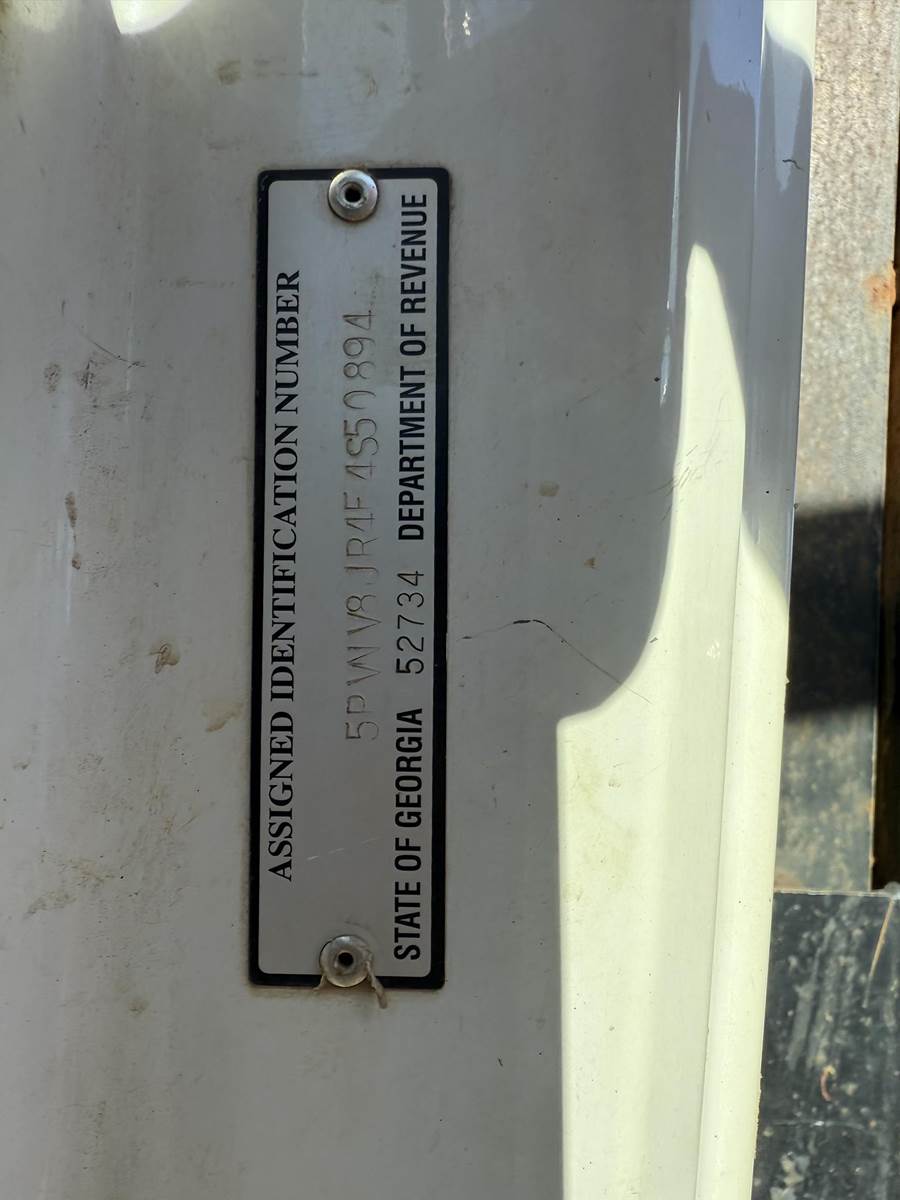 ASSIGNED IDENTIFICATION NUMBER
5PWV8JR4F4S50894
STATE OF GEORGIA 52734 DEPARTMENT OF REVENUE